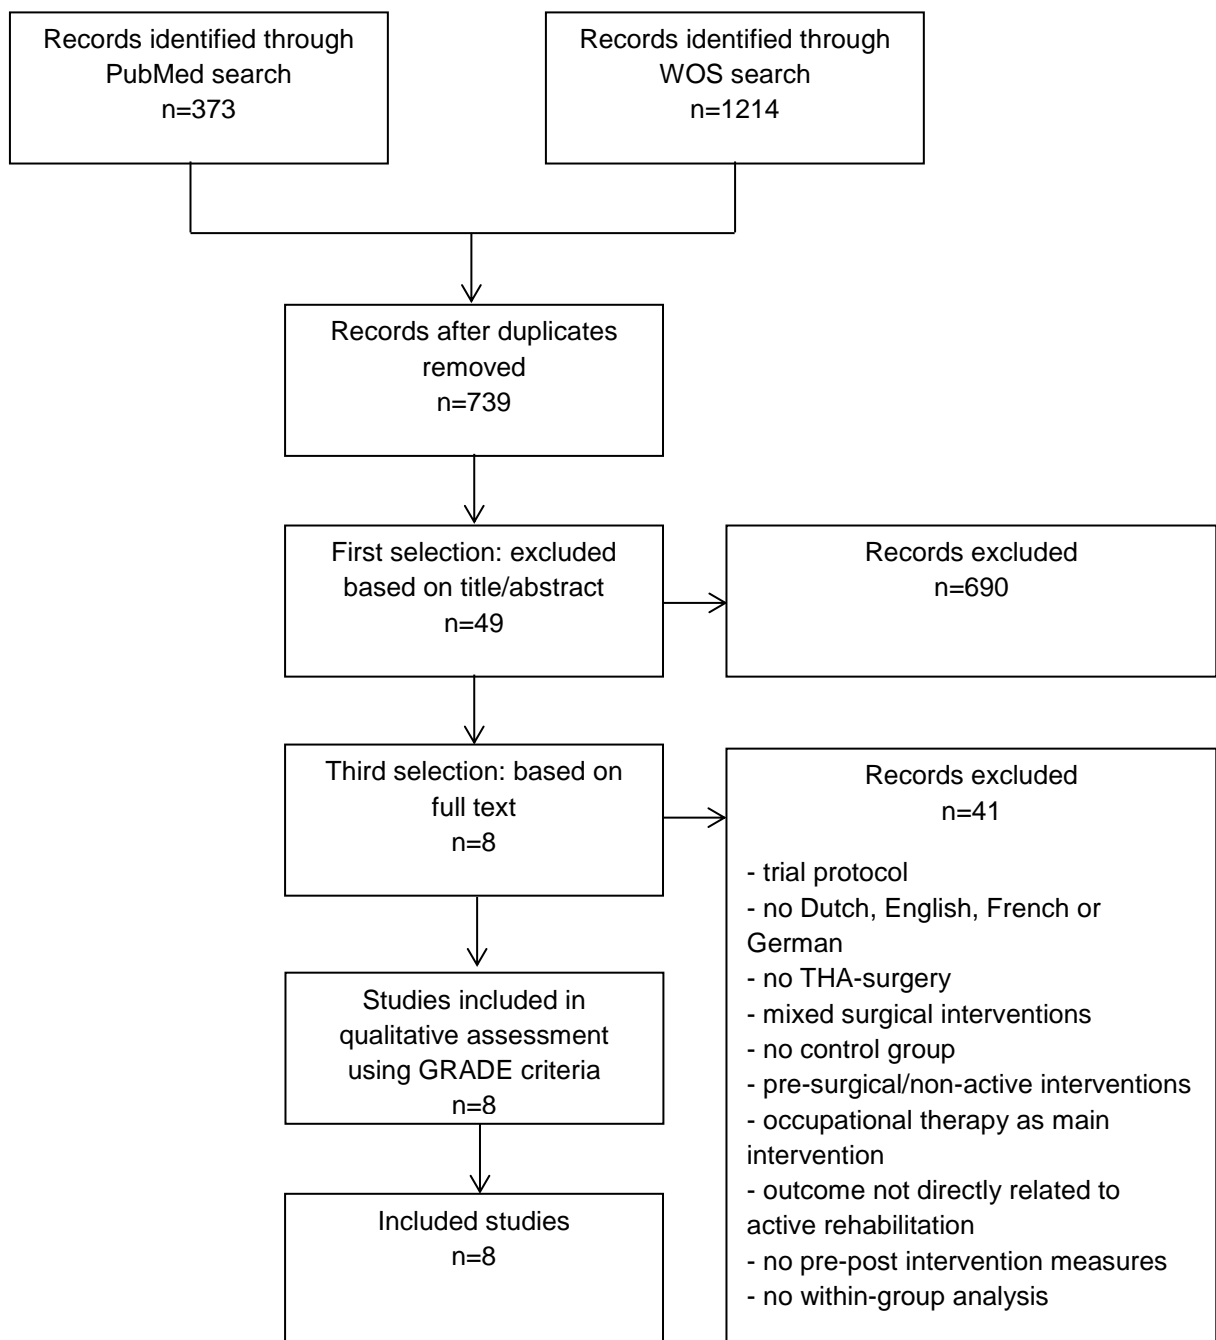 Records identified through
PubMed search
n=373
Records identified through
WOS search
n=1214
Records after duplicates
removed
n=739
First selection: excluded
based on title/abstract
n=49
Records excluded
n=690
Third selection: based on
full text
n=8
Records excluded
n=41
- trial protocol
- no Dutch, English, French or
German
- no THA-surgery
- mixed surgical interventions
- no control group
- pre-surgical/non-active interventions
- occupational therapy as main
intervention
- outcome not directly related to
active rehabilitation
- no pre-post intervention measures
- no within-group analysis
Studies included in
qualitative assessment
using GRADE criteria
n=8
Included studies
n=8